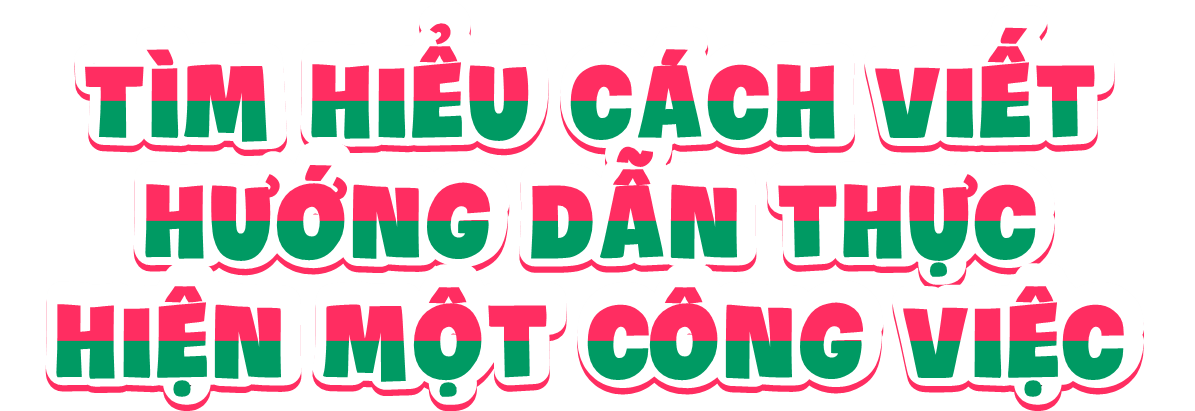 TÌM HIỂU CÁCH VIẾT
HƯỚNG DẪN THỰC
HIỆN MỘT CÔNG VIỆC